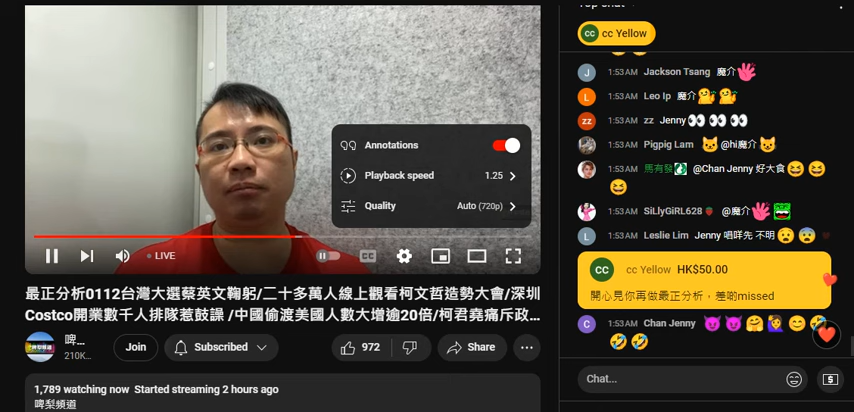 cc Yellow
1:53 AM Jackson Tsang 魔介
1:53 AM Leo Ip 魔介
1:53 AM zz Jenny
1:53 AM Pigpig Lam @hi魔介
1:53 AM 馬有發 @Chan Jenny 好大食
1:53 AM SiLlyGiRL628 @魔介
1:53 AM Leslie Lim Jenny 唱咩先 不明
CC cc Yellow HK$50.00
開心見你再做最正分析，差啲missed
1:53 AM Chan Jenny
Chat...
Annotations
Playback speed 1.25
Quality Auto (720p)
LIVE
最正分析0112台灣大選蔡英文鞠躬/二十多萬人線上觀看柯文哲造勢大會/深圳
Costco開業數千人排隊惹鼓譟 /中國偷渡美國人數大增逾20倍/柯君堯痛斥政...
啤...
210K...
Join
Subscribed
972
Share
1,789 watching now Started streaming 2 hours ago
啤梨頻道